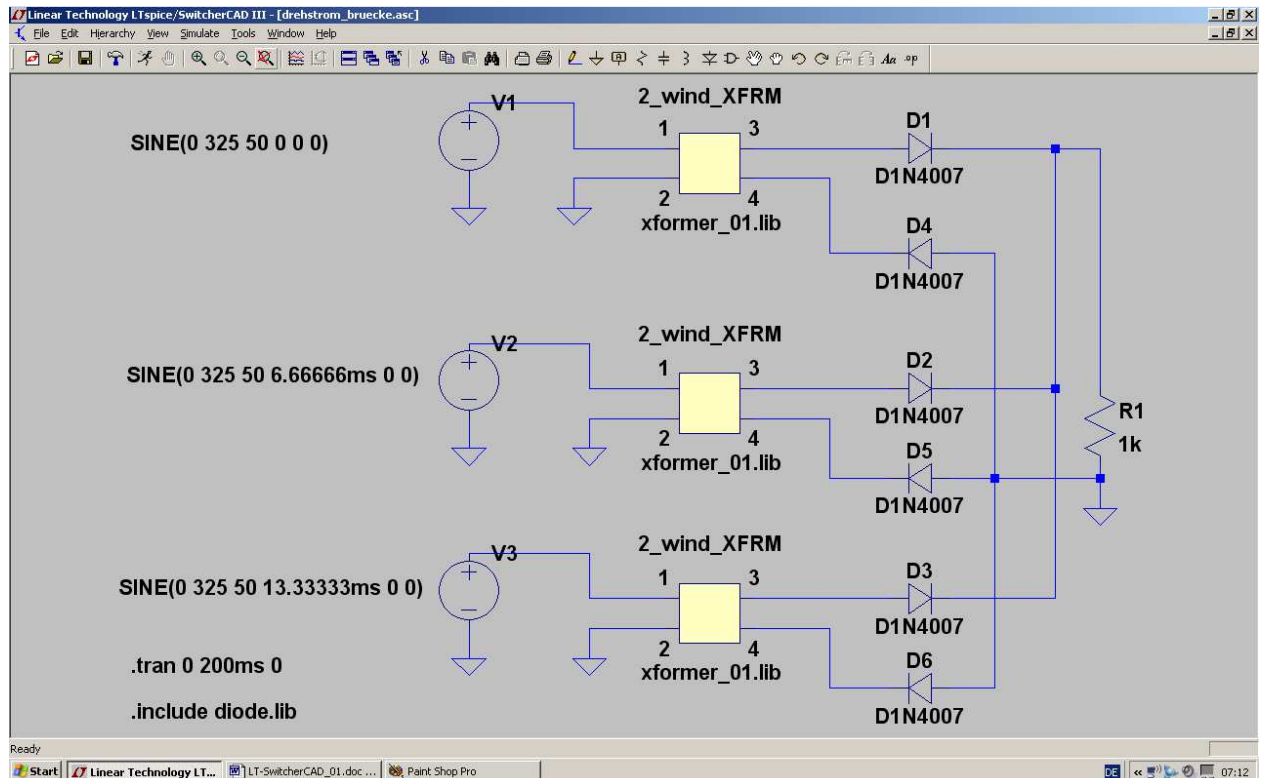 Linear Technology LTspice/SwitcherCAD III - [drehstrom_bruecke.asc]
File Edit Hierarchy View Simulate Tools Window Help
Aa .op
V1
SINE(0 325 50 0 0 0)
2_wind_XFRM
1 3
2 4
xformer_01.lib
D1
D1N4007
D4
D1N4007
V2
SINE(0 325 50 6.66666ms 0 0)
2_wind_XFRM
1 3
2 4
xformer_01.lib
D2
D1N4007
D5
D1N4007
R1
1k
V3
SINE(0 325 50 13.33333ms 0 0)
2_wind_XFRM
1 3
2 4
xformer_01.lib
D3
D1N4007
D6
D1N4007
.tran 0 200ms 0
.include diode.lib
Ready
Start Linear Technology LT... LT-SwitcherCAD_01.doc ... Paint Shop Pro DE « 07:12